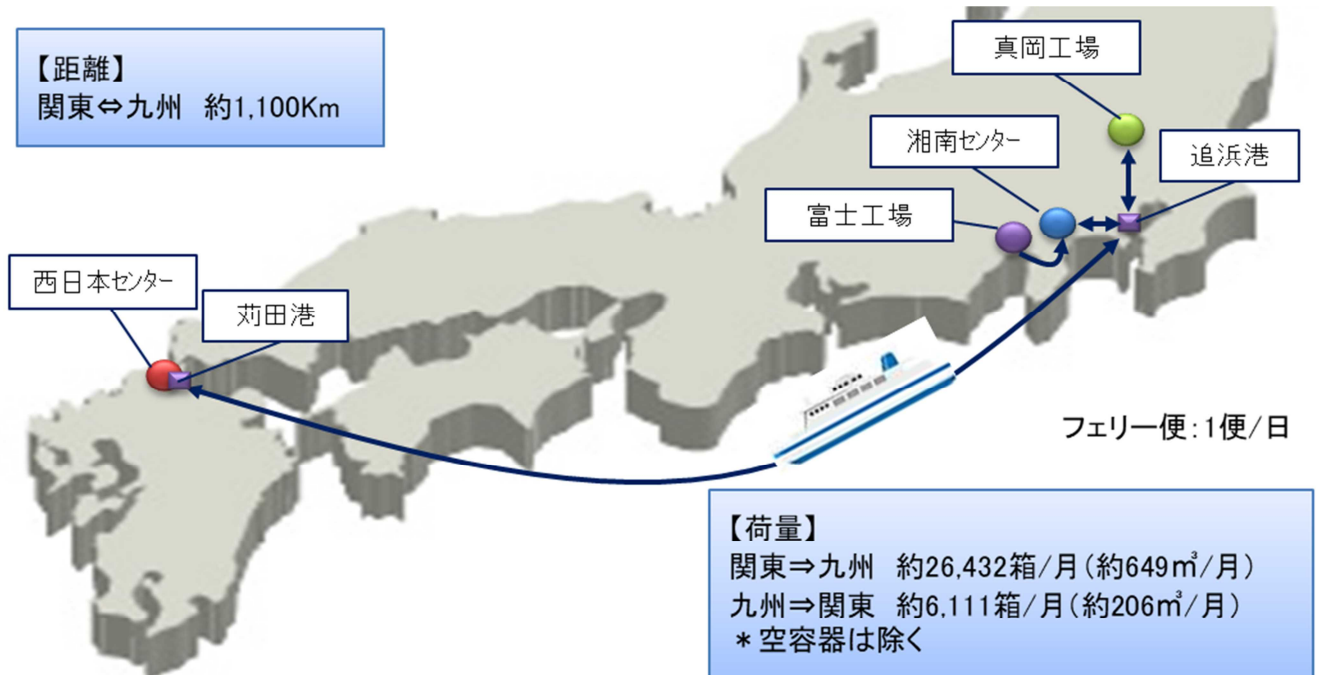 【距離】
関東⇔九州 約1,100Km
真岡工場
湘南センター
追浜港
富士工場
西日本センター
苅田港
フェリー便：1便/日
【荷量】
関東⇒九州 約26,432箱/月（約649㎥/月）
九州⇒関東 約6,111箱/月（約206㎥/月）
＊空容器は除く